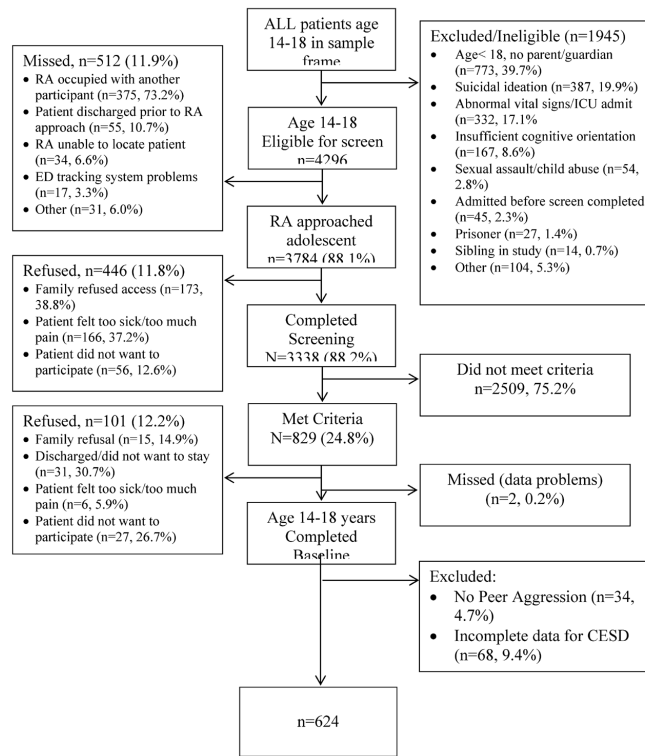 ALL patients age
14-18 in sample
frame
Excluded/Ineligible (n=1945)
• Age< 18, no parent/guardian
(n=773, 39.7%)
• Suicidal ideation (n=387, 19.9%)
• Abnormal vital signs/ICU admit
(n=332, 17.1%
• Insufficient cognitive orientation
(n=167, 8.6%)
• Sexual assault/child abuse (n=54,
2.8%)
• Admitted before screen completed
(n=45, 2.3%)
• Prisoner (n=27, 1.4%)
• Sibling in study (n=14, 0.7%)
• Other (n=104, 5.3%)
Missed, n=512 (11.9%)
• RA occupied with another
participant (n=375, 73.2%)
• Patient discharged prior to RA
approach (n=55, 10.7%)
• RA unable to locate patient
(n=34, 6.6%)
• ED tracking system problems
(n=17, 3.3%)
• Other (n=31, 6.0%)
Age 14-18
Eligible for screen
n=4296
RA approached
adolescent
n=3784 (88.1%)
Refused, n=446 (11.8%)
• Family refused access (n=173,
38.8%)
• Patient felt too sick/too much
pain (n=166, 37.2%)
• Patient did not want to
participate (n=56, 12.6%)
Completed
Screening
N=3338 (88.2%)
Did not meet criteria
n=2509, 75.2%
Met Criteria
N=829 (24.8%)
Refused, n=101 (12.2%)
• Family refusal (n=15, 14.9%)
• Discharged/did not want to stay
(n=31, 30.7%)
• Patient felt too sick/too much
pain (n=6, 5.9%)
• Patient did not want to
participate (n=27, 26.7%)
Missed (data problems)
(n=2, 0.2%)
Age 14-18 years
Completed
Baseline
Excluded:
• No Peer Aggression (n=34,
4.7%)
• Incomplete data for CESD
(n=68, 9.4%)
n=624